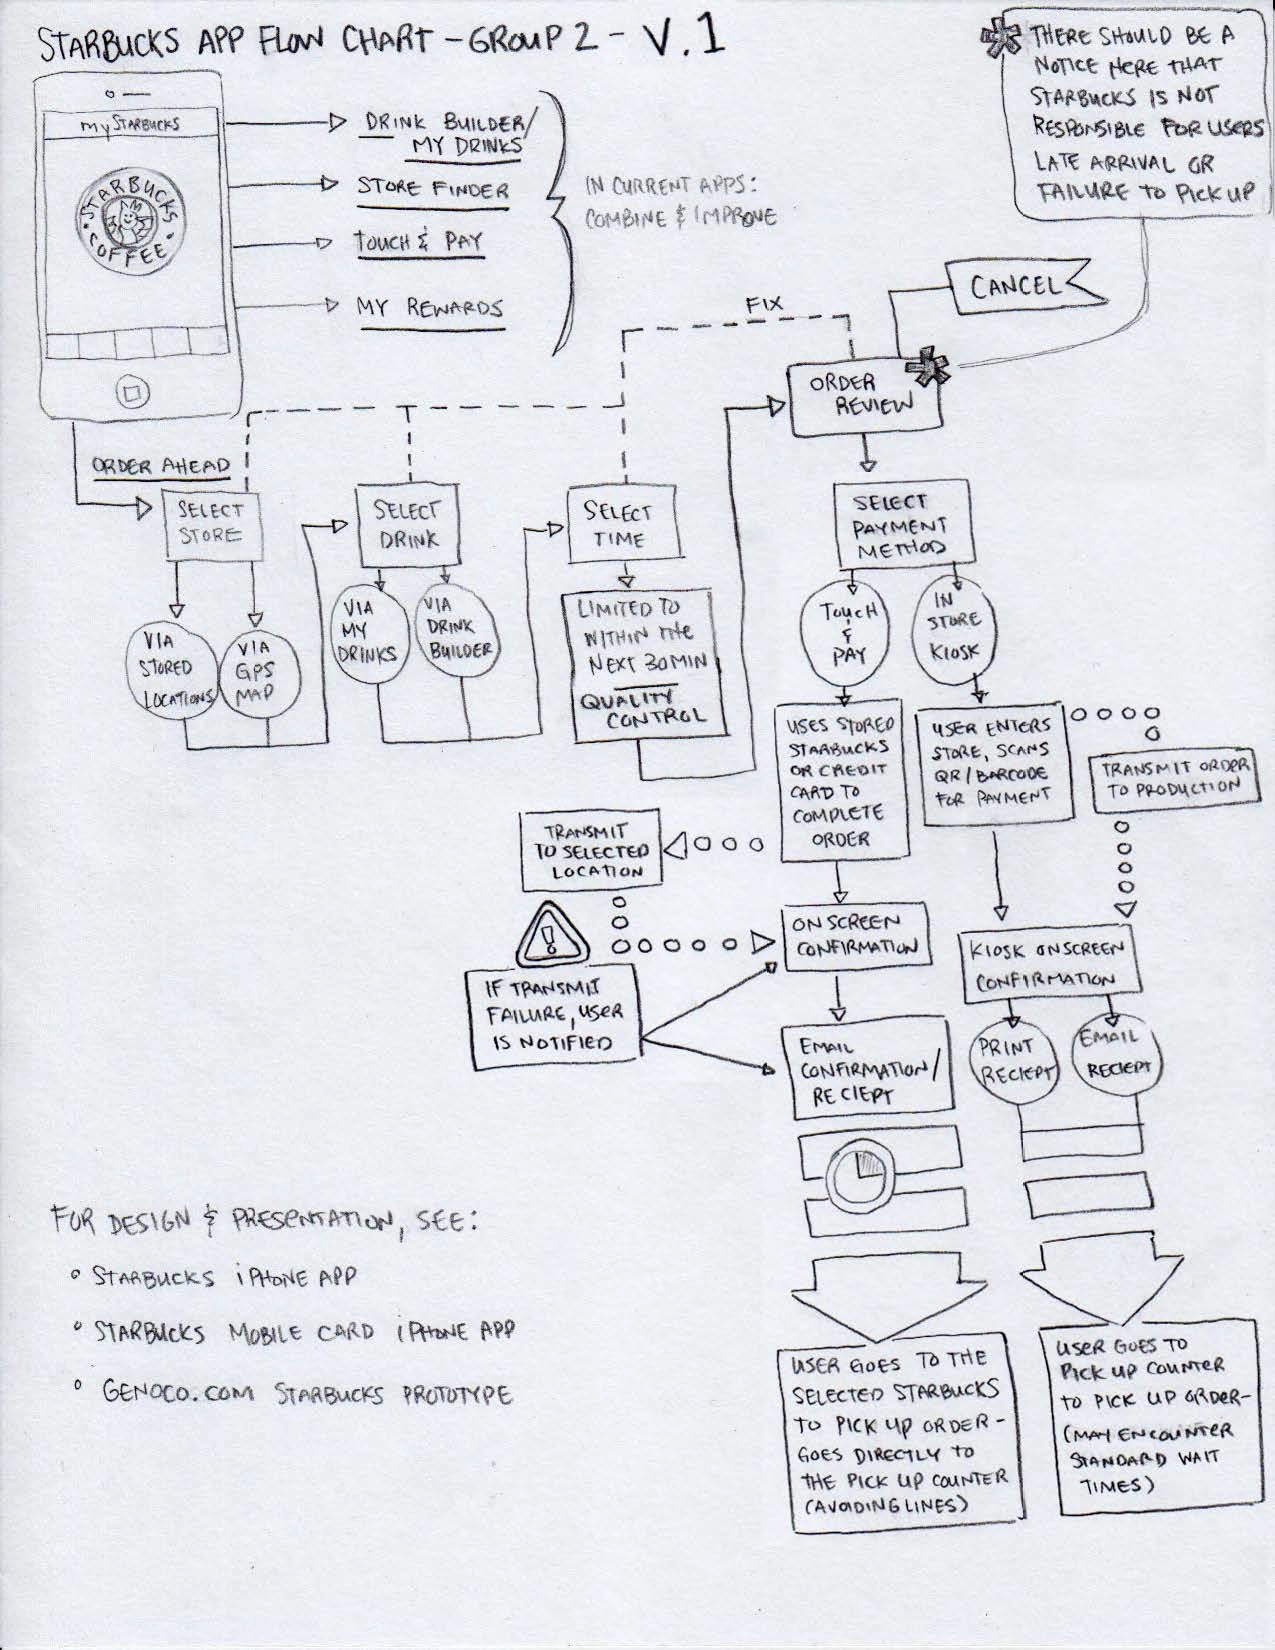 STARBUCKS APP FLOW CHART - GROUP 2 - V.1
THERE SHOULD BE A
NOTICE HERE THAT
STARBUCKS IS NOT
RESPONSIBLE FOR USERS
LATE ARRIVAL OR
FAILURE TO PICK UP
my STARBUCKS
STARBUCKS
COFFEE
DRINK BUILDER/
MY DRINKS
STORE FINDER
TOUCH & PAY
MY REWARDS
IN CURRENT APPS:
COMBINE & IMPROVE
CANCEL
FIX
ORDER
REVIEW
ORDER AHEAD
SELECT
STORE
VIA
STORED
LOCATIONS
VIA
GPS
MAP
SELECT
DRINK
VIA
MY
DRINKS
VIA
DRINK
BUILDER
SELECT
TIME
LIMITED TO
WITHIN THE
NEXT 30 MIN
QUALITY
CONTROL
SELECT
PAYMENT
METHOD
TOUCH
&
PAY
IN
STORE
KIOSK
USES STORED
STARBUCKS
OR CREDIT
CARD TO
COMPLETE
ORDER
USER ENTERS
STORE, SCANS
QR/BARCODE
FOR PAYMENT
TRANSMIT ORDER
TO PRODUCTION
TRANSMIT
TO SELECTED
LOCATION
!
IF TRANSMIT
FAILURE, USER
IS NOTIFIED
ON SCREEN
CONFIRMATION
KIOSK ONSCREEN
CONFIRMATION
EMAIL
CONFIRMATION/
RECIEPT
PRINT
RECIEPT
EMAIL
RECIEPT
USER GOES TO THE
SELECTED STARBUCKS
TO PICK UP ORDER -
GOES DIRECTLY TO
THE PICK UP COUNTER
(AVOIDING LINES)
USER GOES TO
PICK UP COUNTER
TO PICK UP ORDER-
(MAY ENCOUNTER
STANDARD WAIT
TIMES)
FOR DESIGN & PRESENTATION, SEE:
° STARBUCKS iPHONE APP
° STARBUCKS MOBILE CARD iPHONE APP
° GENOCO.COM STARBUCKS PROTOTYPE